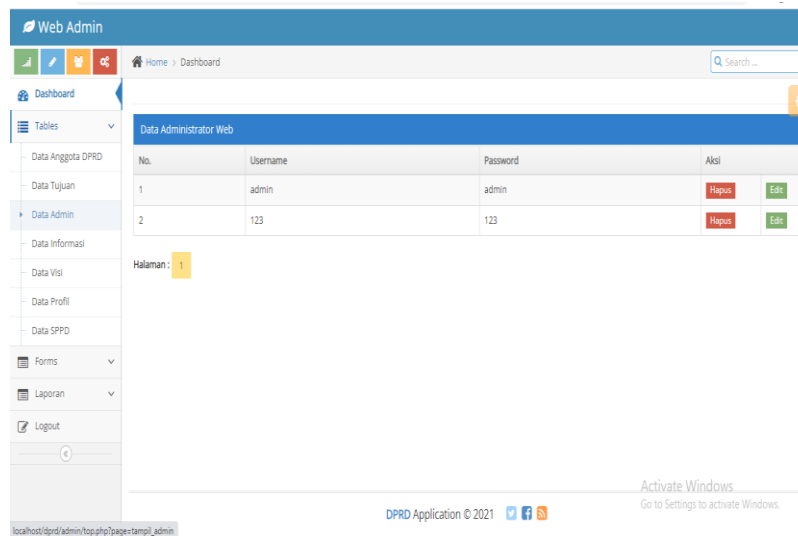 Web Admin
Home > Dashboard
Search ...
Dashboard
Tables
Data Anggota DPRD
Data Tujuan
Data Admin
Data Informasi
Data Visi
Data Profil
Data SPPD
Forms
Laporan
Logout
Data Administrator Web
No. Username Password Aksi
1 admin admin Hapus Edit
2 123 123 Hapus Edit
Halaman : 1
Activate Windows
Go to Settings to activate Windows.
DPRD Application © 2021
localhost/dprd/admin/top.php?page=tampil_admin